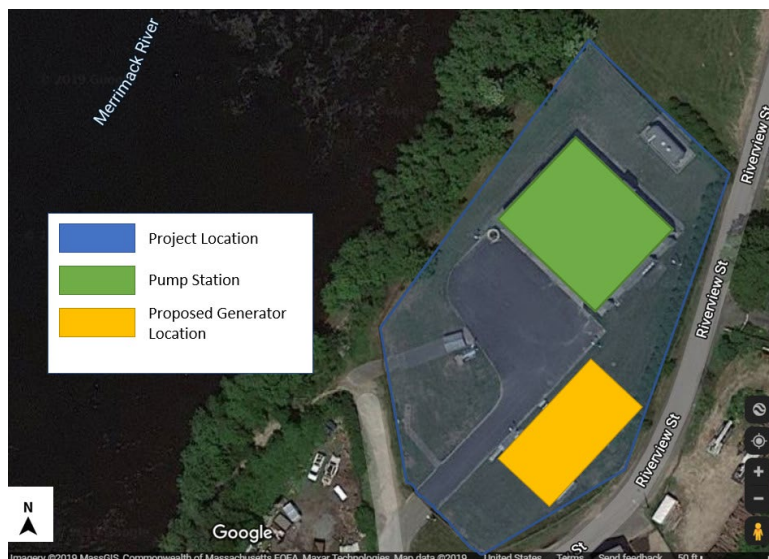 Merrimack River
Riverview St
Project Location
Pump Station
Proposed Generator
Location
Riverview St
Riverview St
N
Google
St
Imagery ©2019 MassGIS, Commonwealth of Massachusetts EOEA, Maxar Technologies, Map data ©2019 United States Terms Send feedback 50 ft